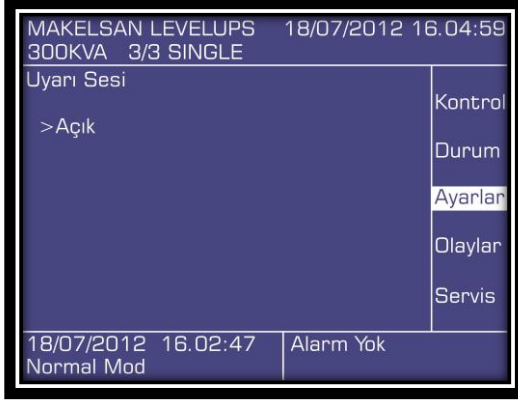 MAKELSAN LEVELUPS 18/07/2012 16.04:59
300KVA 3/3 SINGLE
Uyarı Sesi
>Açık
Kontrol
Durum
Ayarlar
Olaylar
Servis
18/07/2012 16.02:47
Normal Mod
Alarm Yok